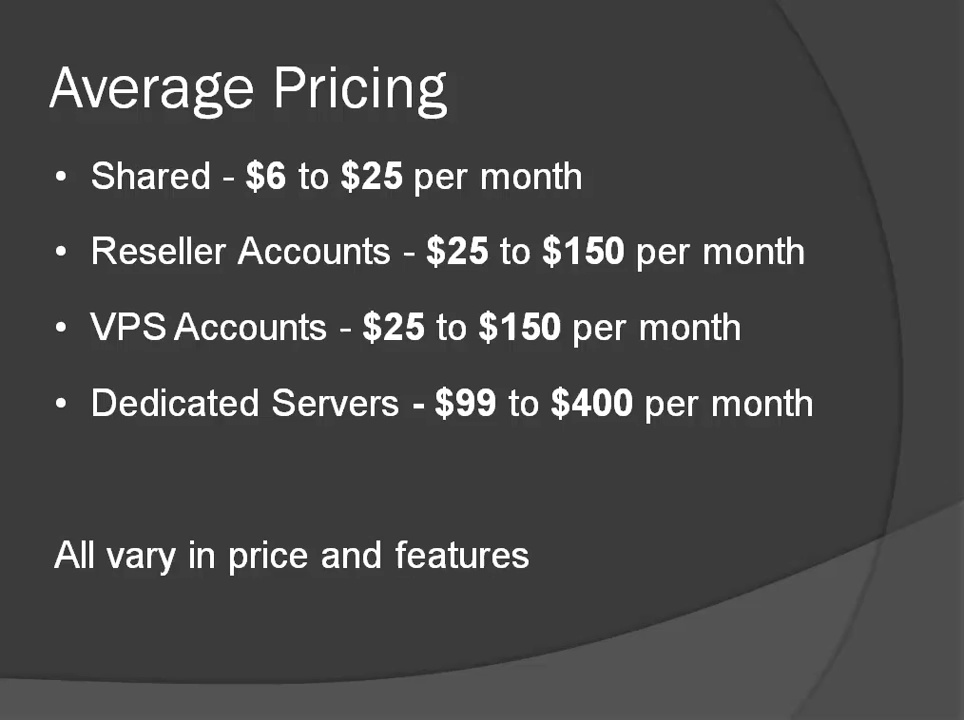 Average Pricing
• Shared - $6 to $25 per month
• Reseller Accounts - $25 to $150 per month
• VPS Accounts - $25 to $150 per month
• Dedicated Servers - $99 to $400 per month
All vary in price and features